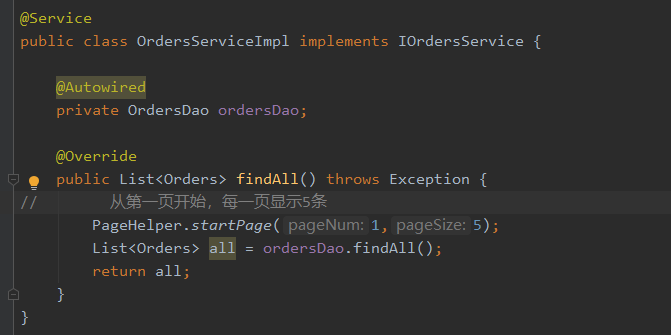 @Service
public class OrdersServiceImpl implements IOrdersService {
@Autowired
private OrdersDao ordersDao;
@Override
public List<Orders> findAll() throws Exception {
//        从第一页开始，每一页显示5条
PageHelper.startPage( pageNum: 1, pageSize: 5);
List<Orders> all = ordersDao.findAll();
return all;
}
}